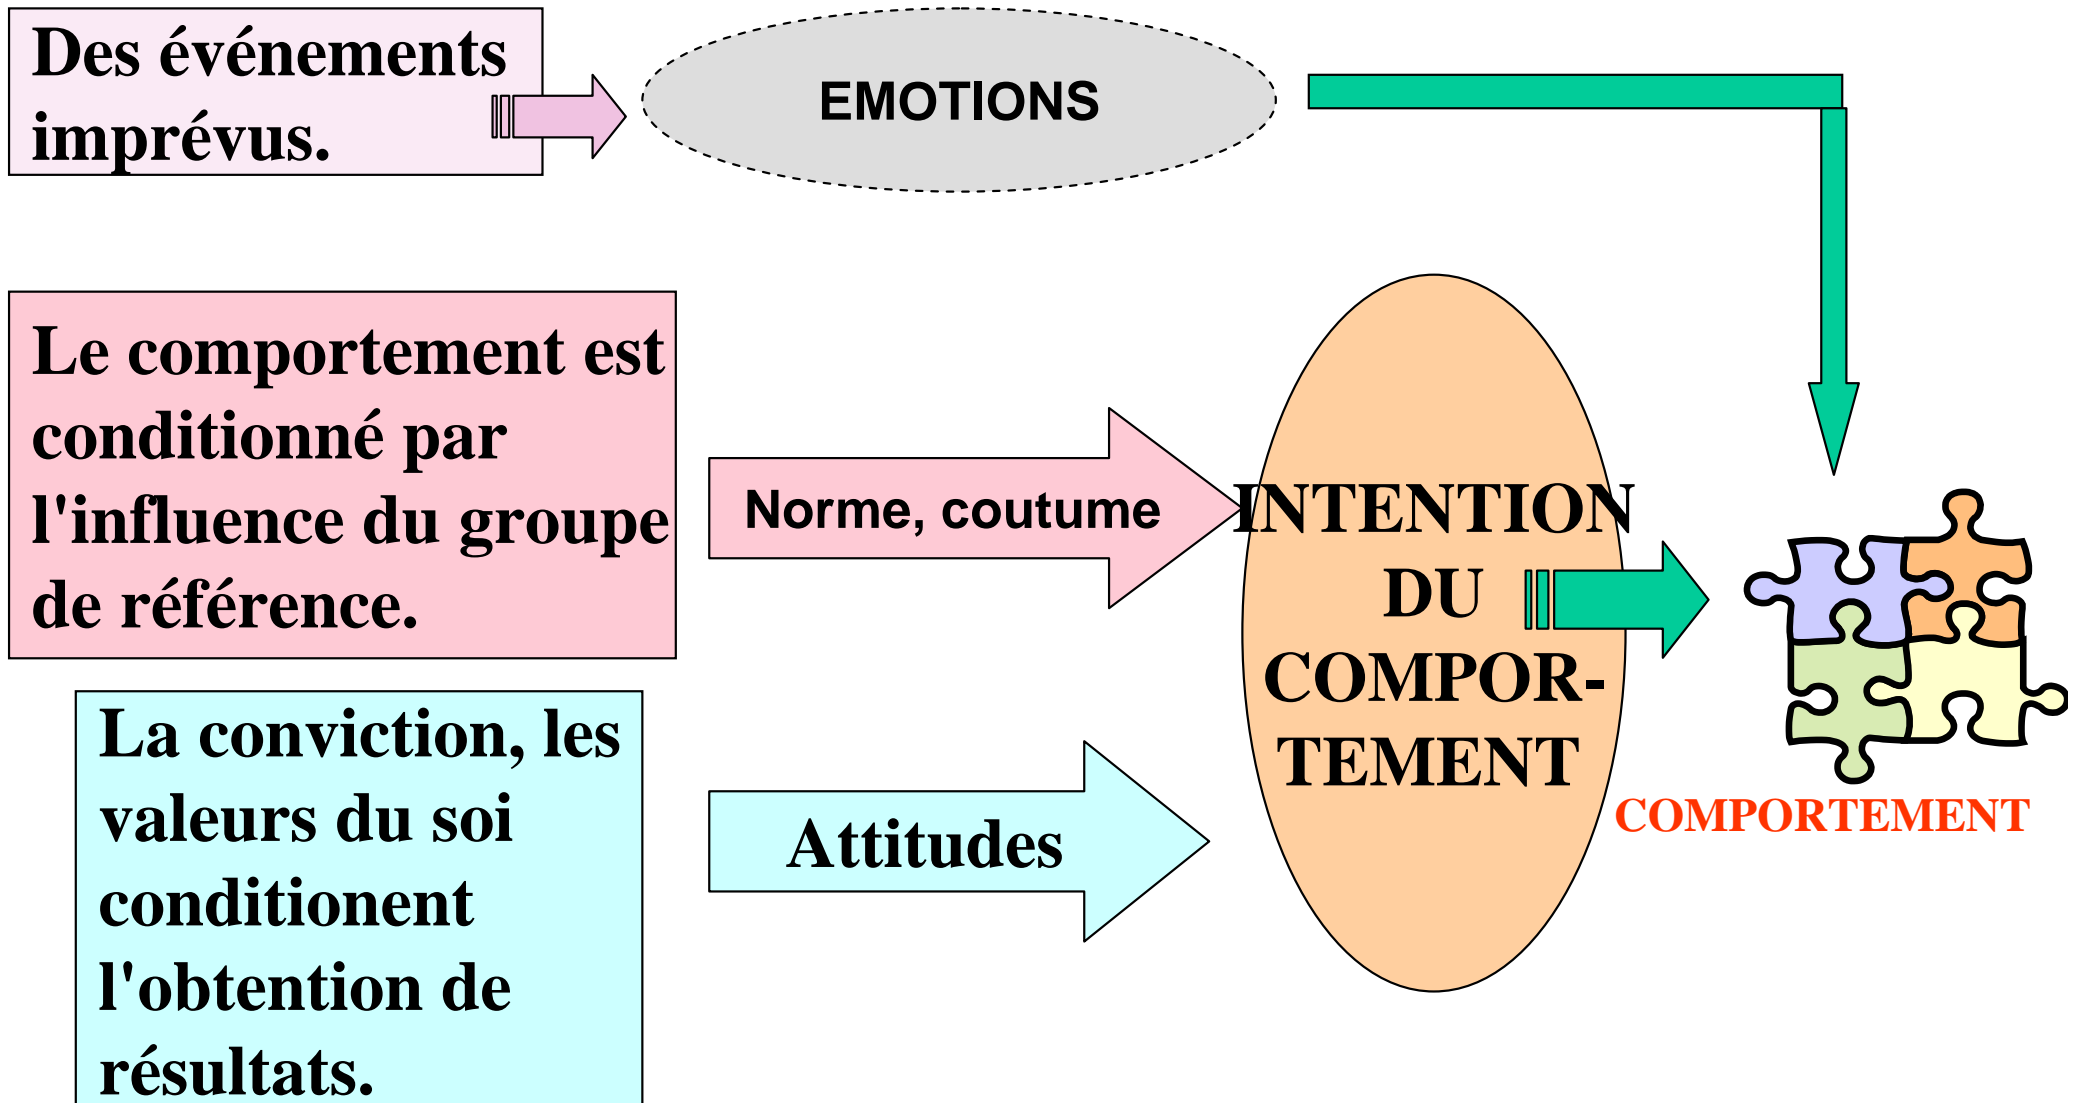 Des événements
imprévus.
EMOTIONS
Le comportement est
conditionné par
l'influence du groupe
de référence.
Norme, coutume
INTENTION
DU
COMPOR-
TEMENT
La conviction, les
valeurs du soi
conditionent
l'obtention de
résultats.
Attitudes
COMPORTEMENT